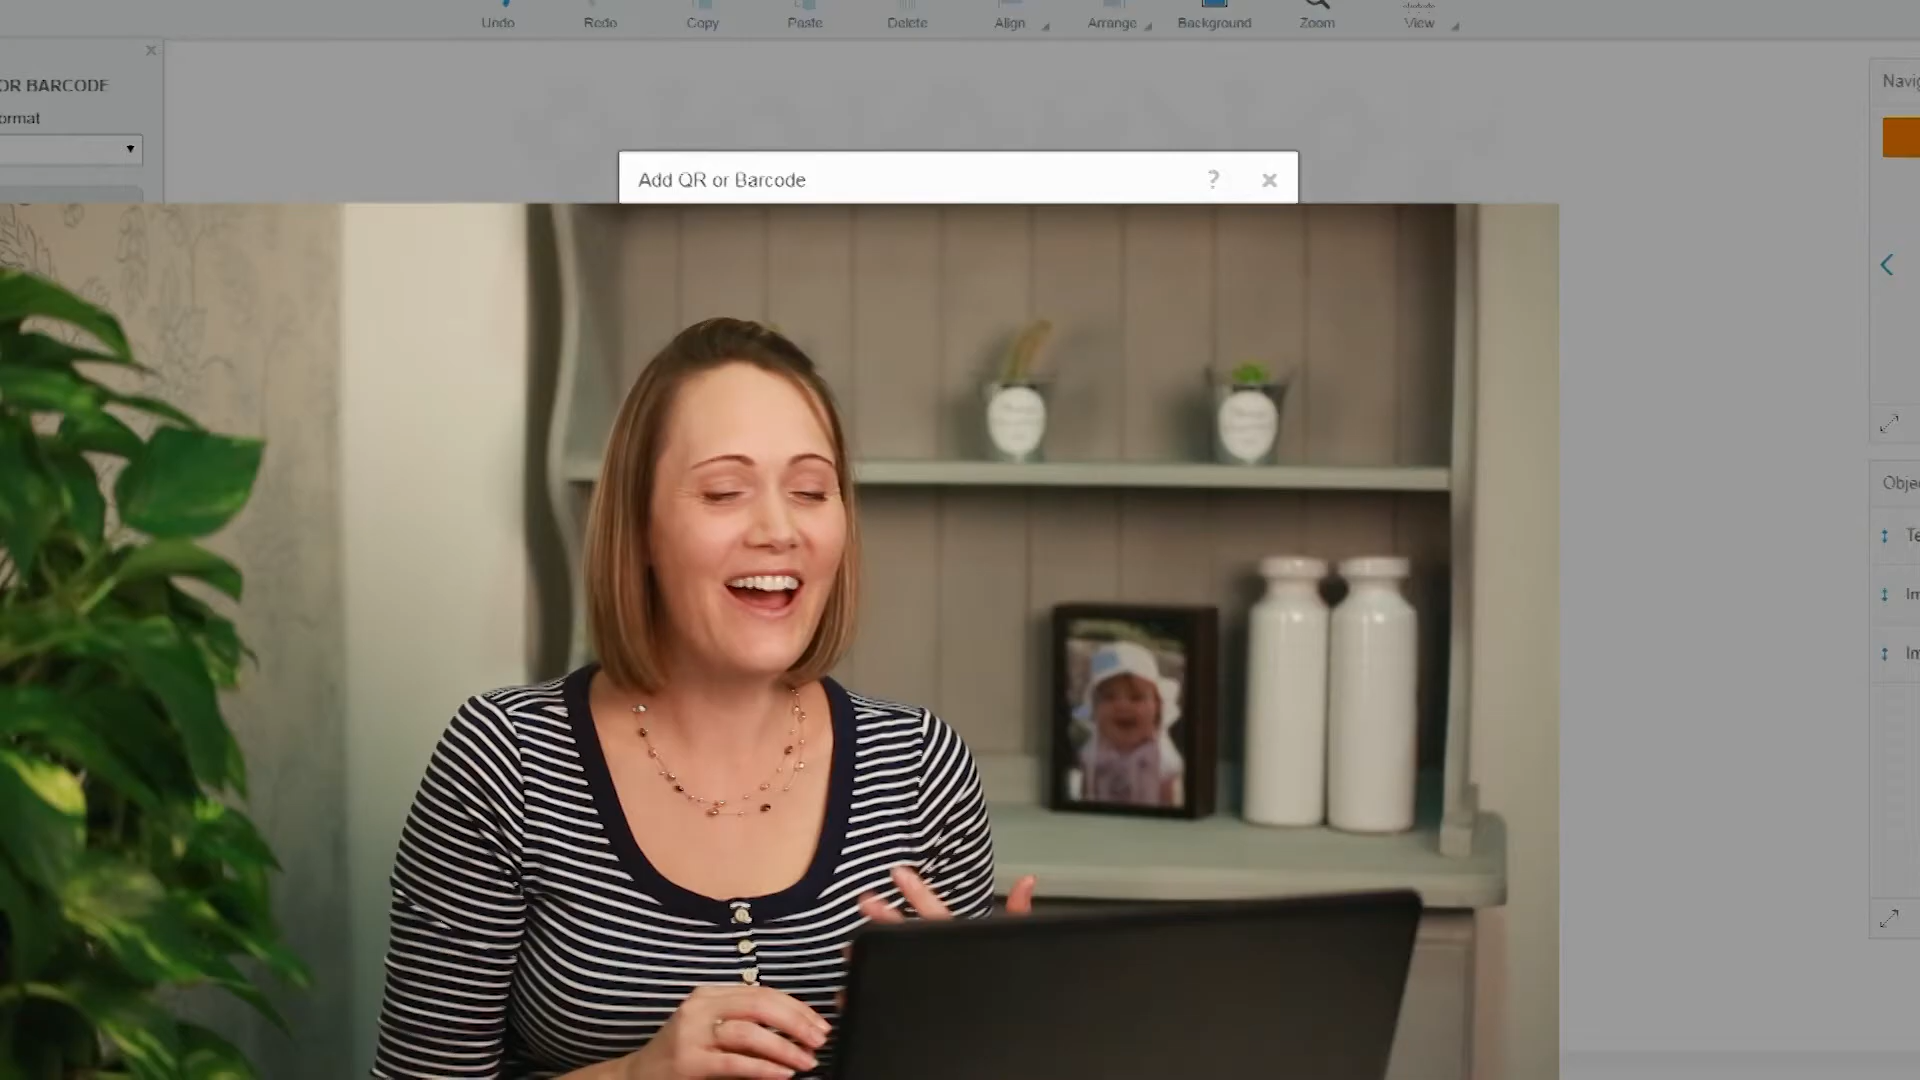 Undo Redo Copy Paste Delete Align Arrange Background Zoom View
OR BARCODE
ormat
Add QR or Barcode ? ×
Navig
Obje
Te
Im
Im